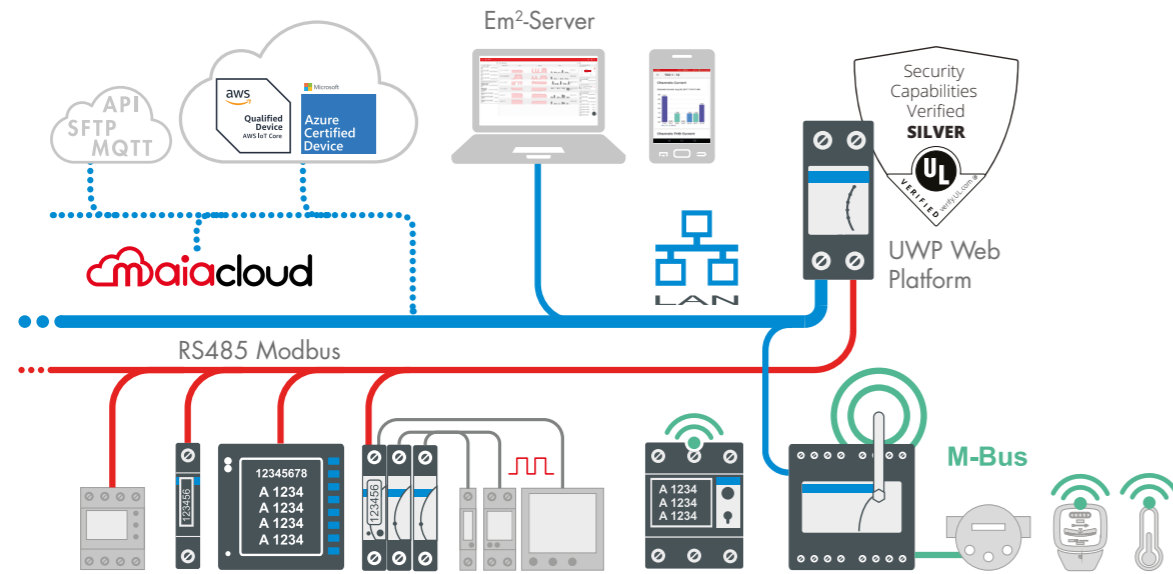 Em²-Server
API
SFTP
MQTT
aws
Qualified
Device
AWS IoT Core
Microsoft
Azure
Certified
Device
Security
Capabilities
Verified
SILVER
UL
VERIFIED
verify.UL.com
UWP Web
Platform
maiacloud
LAN
RS485 Modbus
123456
12345678
A 1234
A 1234
A 1234
A 1234
123456
A 1234
A 1234
A 1234
M-Bus